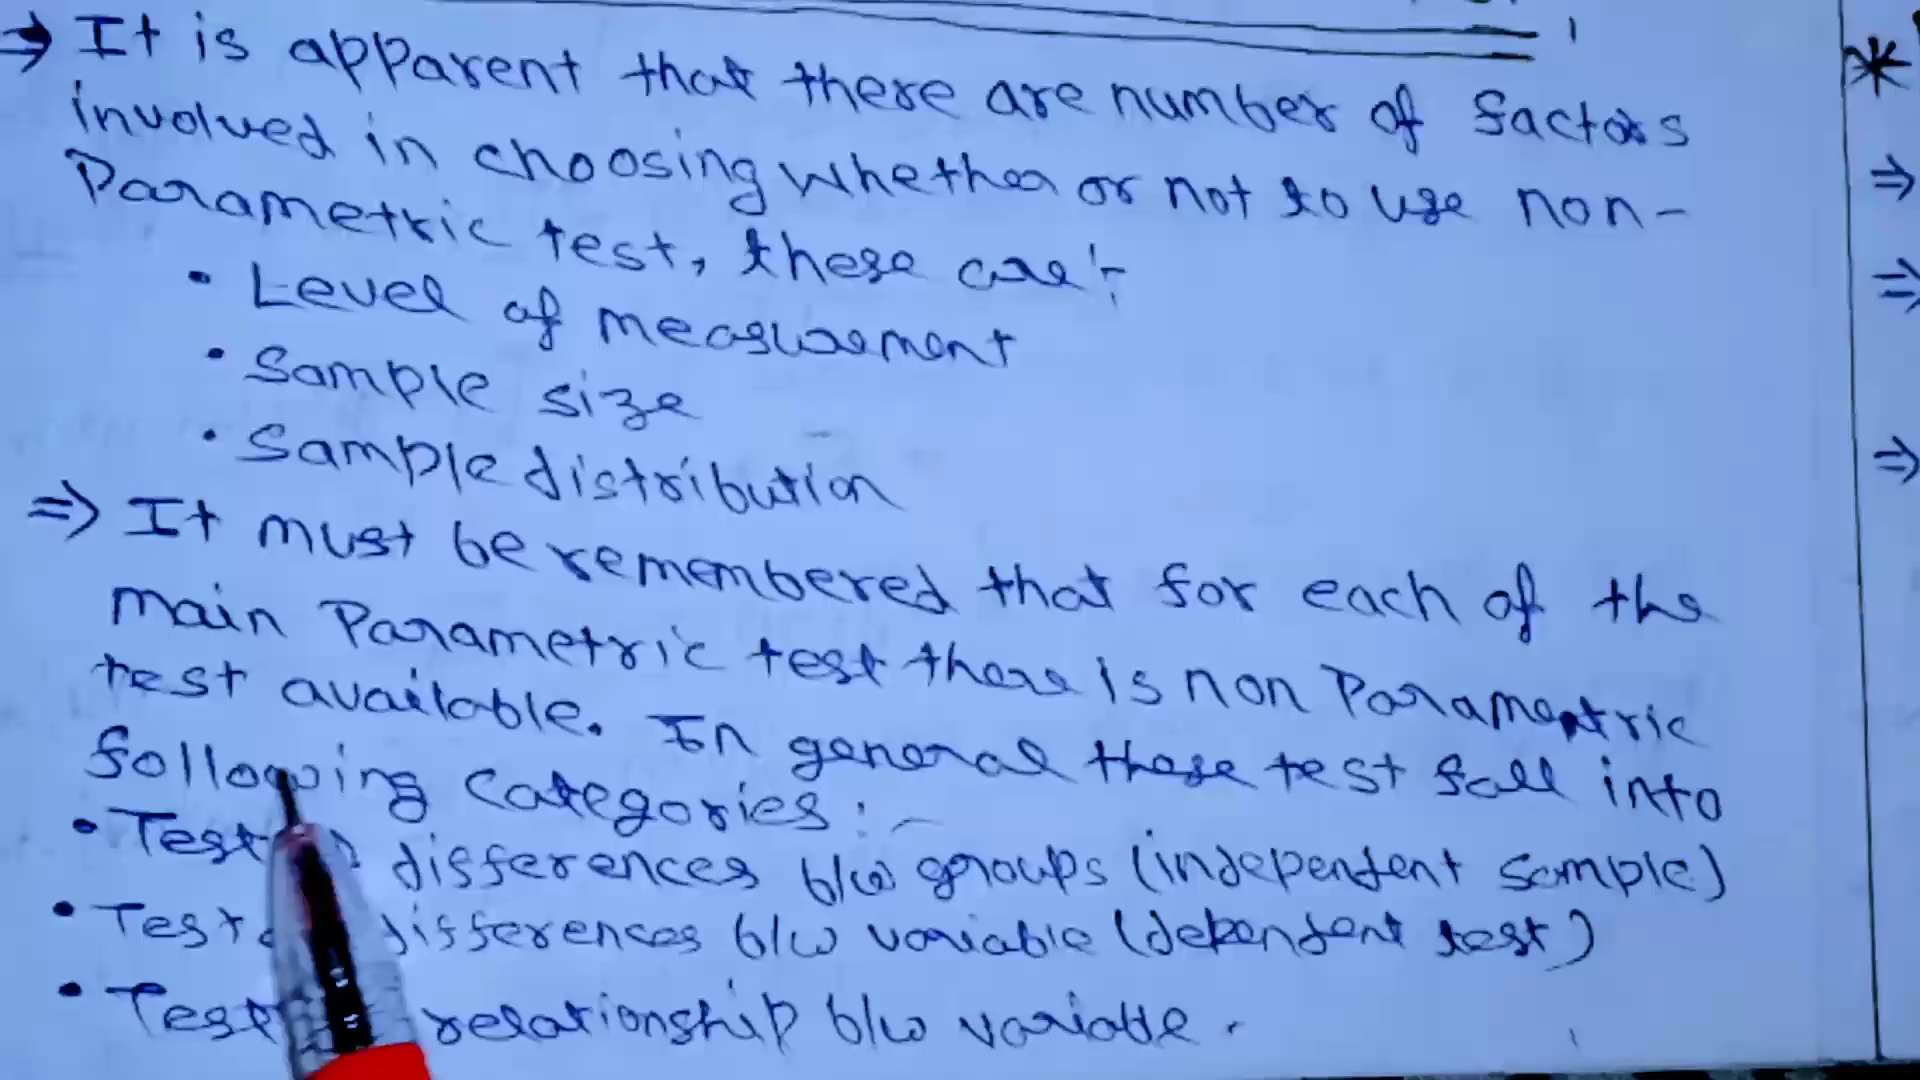 → It is apparent that there are number of factors
involved in choosing whether or not to use non-
Parametric test, these are :-
• Level of measurement
• Sample size
• Sample distribution
⇒ It must be remembered that for each of the
main Parametric test there is non Parametric
test available. In general these test fall into
following categories :-
• Test differences b/w groups (independent sample)
• Test differences b/w variable (dependent test)
• Test relationship b/w variable.
*
⇒
⇒
⇒